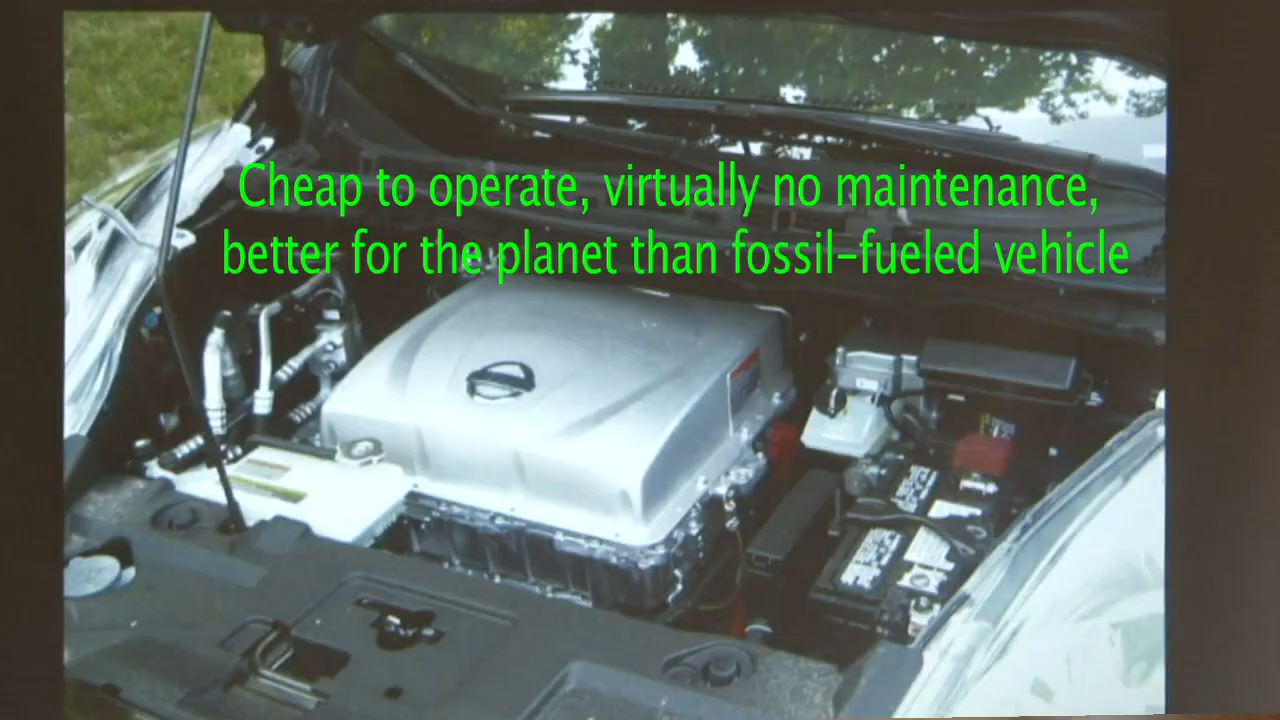 Cheap to operate, virtually no maintenance,
better for the planet than fossil-fueled vehicle